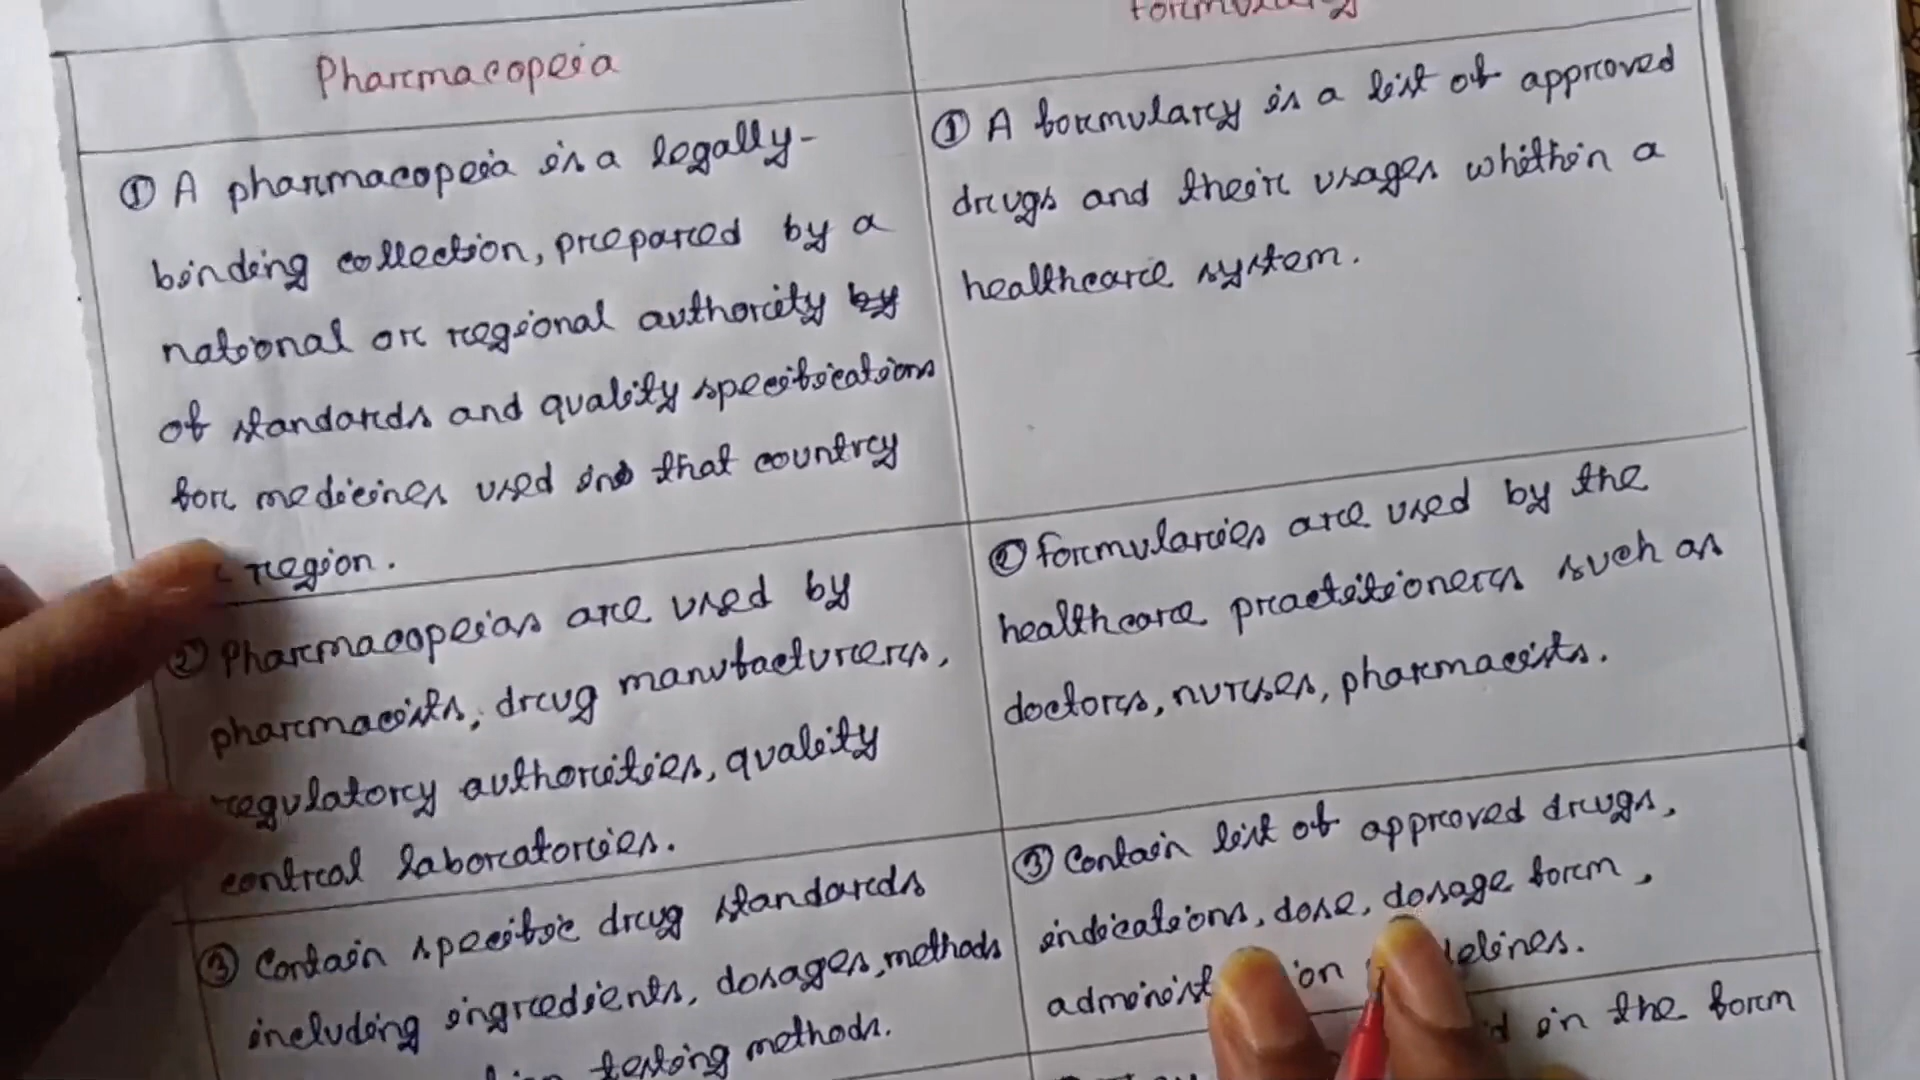 Pharmacopeia
① A pharmacopeia is a legally-
binding collection, prepared by a
national or regional authority by
of standards and quality specifications
for medicines used in that country
region.
② Pharmacopeias are used by
pharmacists, drug manufacturers,
regulatory authorities, quality
control laboratories.
③ Contain specific drug standards
including ingredients, dosages, methods
testing methods.
Formulary
① A formulary is a list of approved
drugs and their usages whithin a
healthcare system.
② Formularies are used by the
healthcare practitioners such as
doctors, nurses, pharmacists.
③ Contain list of approved drugs,
indications, dose, dosage form,
in the form